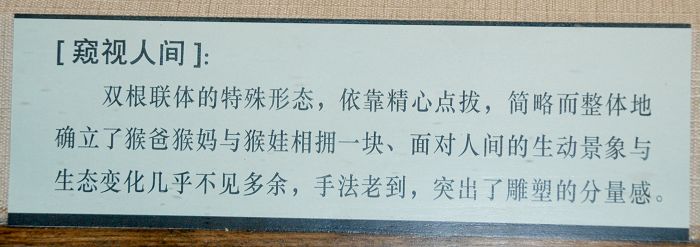 [窥视人间]:
双根联体的特殊形态，依靠精心点拔，简略而整体地
确立了猴爸猴妈与猴娃相拥一块、面对人间的生动景象与
生态变化几乎不见多余，手法老到，突出了雕塑的分量感。